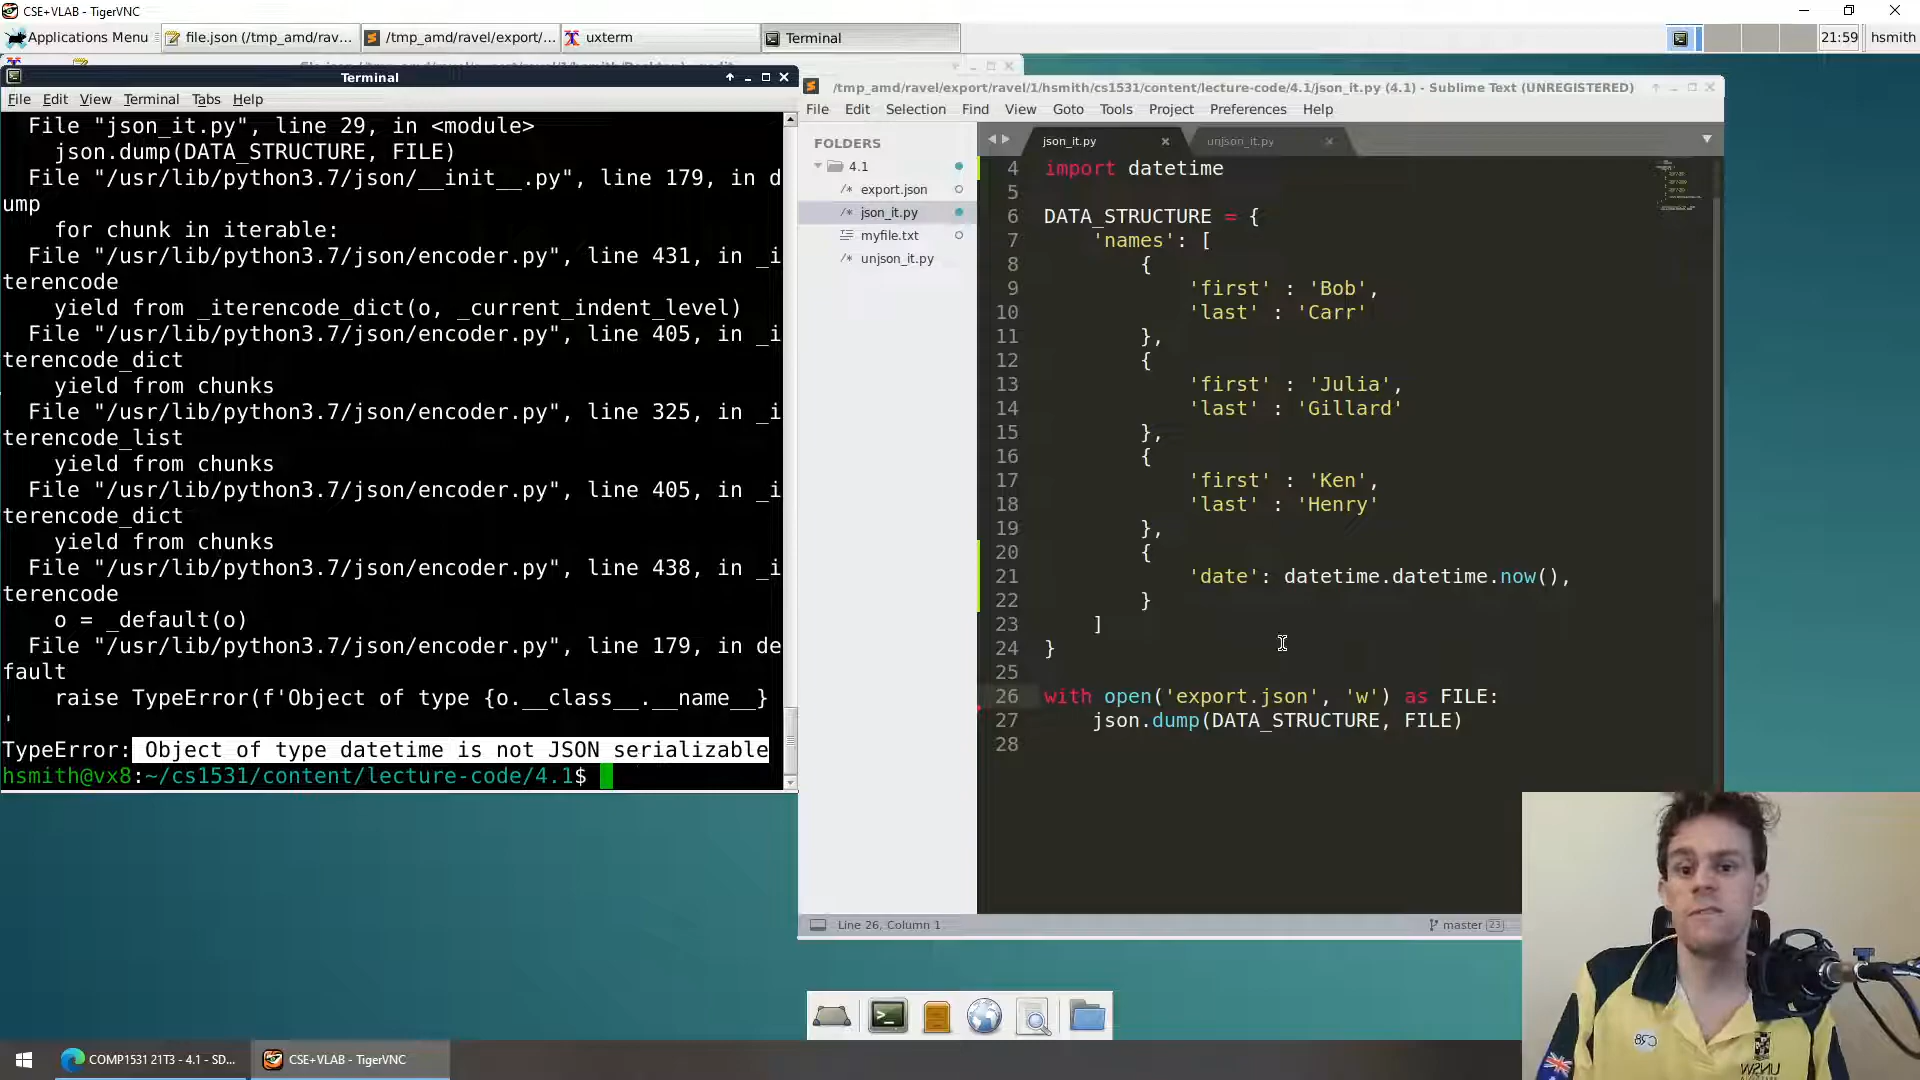 CSE+VLAB - TigerVNC
Applications Menu
file.json (/tmp_amd/rav...
/tmp_amd/ravel/export/...
uxterm
Terminal
21:59
hsmith
Terminal
File Edit View Terminal Tabs Help
File "json_it.py", line 29, in <module>
json.dump(DATA_STRUCTURE, FILE)
File "/usr/lib/python3.7/json/__init__.py", line 179, in d
ump
for chunk in iterable:
File "/usr/lib/python3.7/json/encoder.py", line 431, in _i
terencode
yield from _iterencode_dict(o, _current_indent_level)
File "/usr/lib/python3.7/json/encoder.py", line 405, in _i
terencode_dict
yield from chunks
File "/usr/lib/python3.7/json/encoder.py", line 325, in _i
terencode_list
yield from chunks
File "/usr/lib/python3.7/json/encoder.py", line 405, in _i
terencode_dict
yield from chunks
File "/usr/lib/python3.7/json/encoder.py", line 438, in _i
terencode
o = _default(o)
File "/usr/lib/python3.7/json/encoder.py", line 179, in de
fault
raise TypeError(f'Object of type {o.__class__.__name__}
'
TypeError: Object of type datetime is not JSON serializable
hsmith@vx8:~/cs1531/content/lecture-code/4.1$
/tmp_amd/ravel/export/ravel/1/hsmith/cs1531/content/lecture-code/4.1/json_it.py (4.1) - Sublime Text (UNREGISTERED)
File Edit Selection Find View Goto Tools Project Preferences Help
FOLDERS
4.1
/* export.json
/* json_it.py
myfile.txt
/* unjson_it.py
json_it.py
unjson_it.py
4 import datetime
5
6 DATA_STRUCTURE = {
7 'names': [
8 {
9 'first' : 'Bob',
10 'last' : 'Carr'
11 },
12 {
13 'first' : 'Julia',
14 'last' : 'Gillard'
15 },
16 {
17 'first' : 'Ken',
18 'last' : 'Henry'
19 },
20 {
21 'date': datetime.datetime.now(),
22 }
23 ]
24 }
25
26 with open('export.json', 'w') as FILE:
27 json.dump(DATA_STRUCTURE, FILE)
28
Line 26, Column 1
master 23
UNSW
COMP1531 21T3 - 4.1 - SD...
CSE+VLAB - TigerVNC